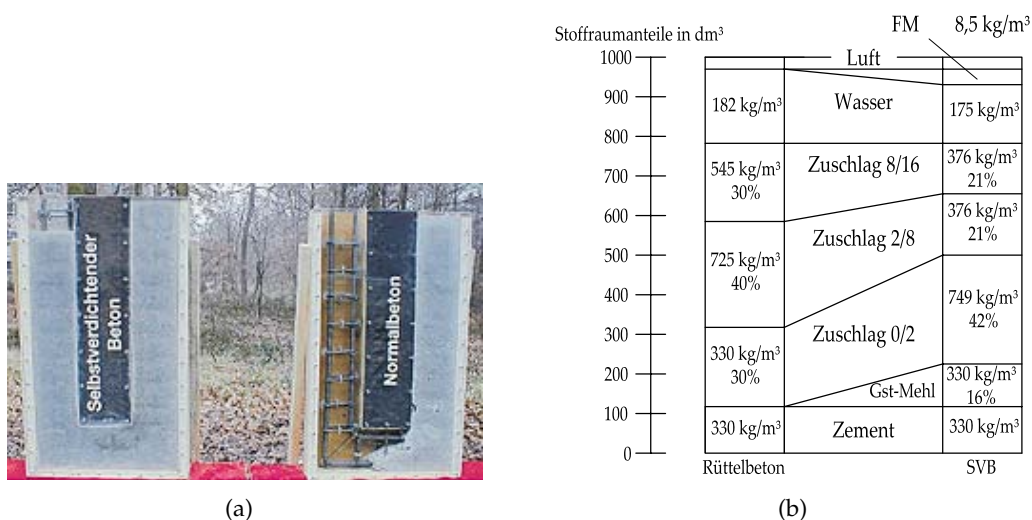 Selbstverdichtender
Beton
Normalbeton
(a)
FM 8,5 kg/m³
Stoffraumanteile in dm³
1000
900
800
700
600
500
400
300
200
100
0
Luft
182 kg/m³
Wasser
175 kg/m³
545 kg/m³
30%
Zuschlag 8/16
376 kg/m³
21%
725 kg/m³
40%
Zuschlag 2/8
376 kg/m³
21%
330 kg/m³
30%
Zuschlag 0/2
749 kg/m³
42%
Gst-Mehl
330 kg/m³
16%
330 kg/m³
Zement
330 kg/m³
Rüttelbeton
SVB
(b)